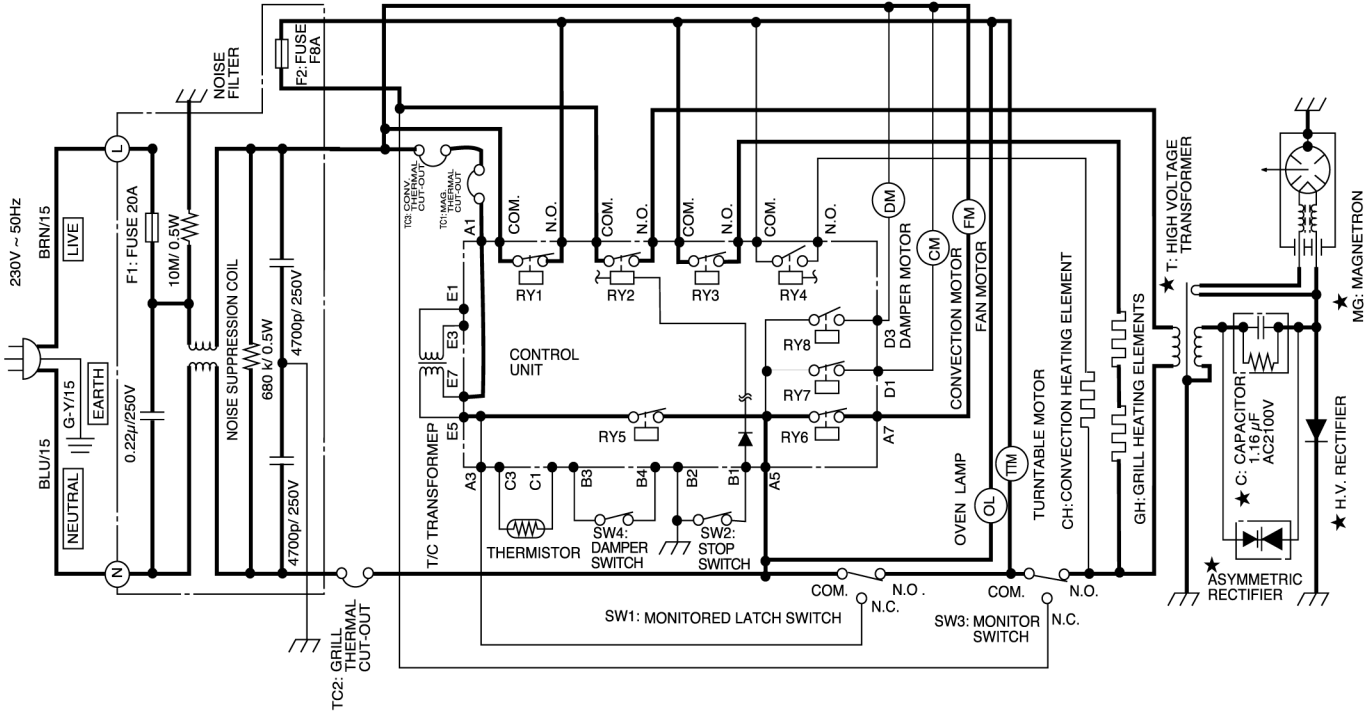 230V ~ 50Hz
BRN/15
LIVE
G-Y/15
EARTH
BLU/15
NEUTRAL
L
N
F1: FUSE 20A
10M/ 0.5W
0.22µ/250V
NOISE
FILTER
NOISE SUPPRESSION COIL
680 k/ 0.5W
4700p/ 250V
4700p/ 250V
F2: FUSE
F8A
TC2: GRILL
THERMAL
CUT-OUT
TC3: CONV.
THERMAL
CUT-OUT
TC1: MAG.
THERMAL
CUT-OUT
A1
COM.
N.O.
COM.
N.O.
COM.
N.O.
COM.
N.O.
RY1
RY2
RY3
RY4
E1
E3
E7
E5
CONTROL
UNIT
RY8
RY7
RY5
RY6
D3
D1
A7
A3
C3
C1
B3
B4
B2
B1
A5
T/C TRANSFORMEP
THERMISTOR
SW4:
DAMPER
SWITCH
SW2:
STOP
SWITCH
DM
CM
FM
DAMPER MOTOR
CONVECTION MOTOR
FAN MOTOR
OVEN LAMP
OL
TTM
TURNTABLE MOTOR
CH:CONVECTION HEATING ELEMENT
GH:GRILL HEATING ELEMENTS
COM.
N.O .
N.C.
SW1: MONITORED LATCH SWITCH
COM.
N.O.
N.C.
SW3: MONITOR
SWITCH
★ T: HIGH VOLTAGE
TRANSFORMER
★ C: CAPACITOR
1.16 µF
AC2100V
★ ASYMMETRIC
RECTIFIER
★ H.V. RECTIFIER
★ MG: MAGNETRON